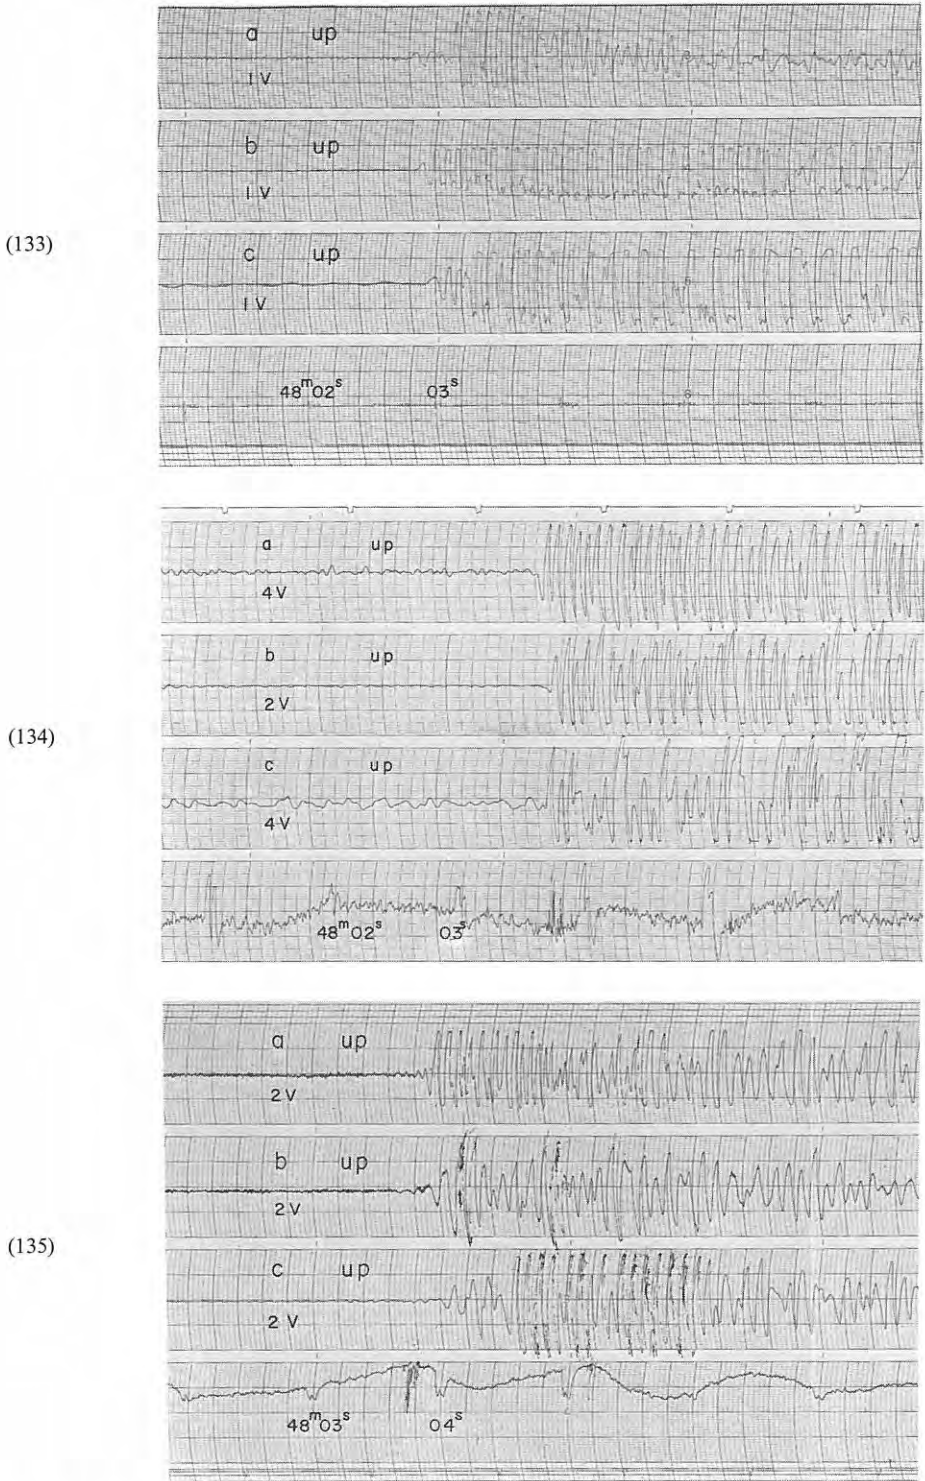 a up
1 V
b up
1 V
(133)
c up
1 V
48ᵐ02ˢ 03ˢ
a up
4 V
b up
2 V
(134)
c up
4 V
48ᵐ02ˢ 03ˢ
a up
2 V
b up
2 V
(135)
c up
2 V
48ᵐ03ˢ 04ˢ